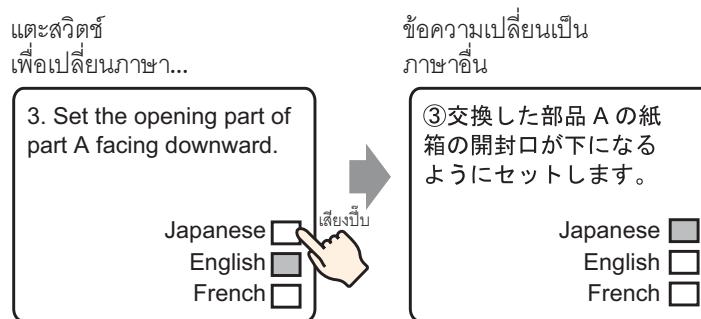 แตะสวิตช์
เพื่อเปลี่ยนภาษา...
3. Set the opening part of
part A facing downward.
Japanese
English
French
เสียงปี๊บ
ข้อความเปลี่ยนเป็น
ภาษาอื่น
③交換した部品 A の紙
箱の開封口が下になる
ようにセットします。
Japanese
English
French